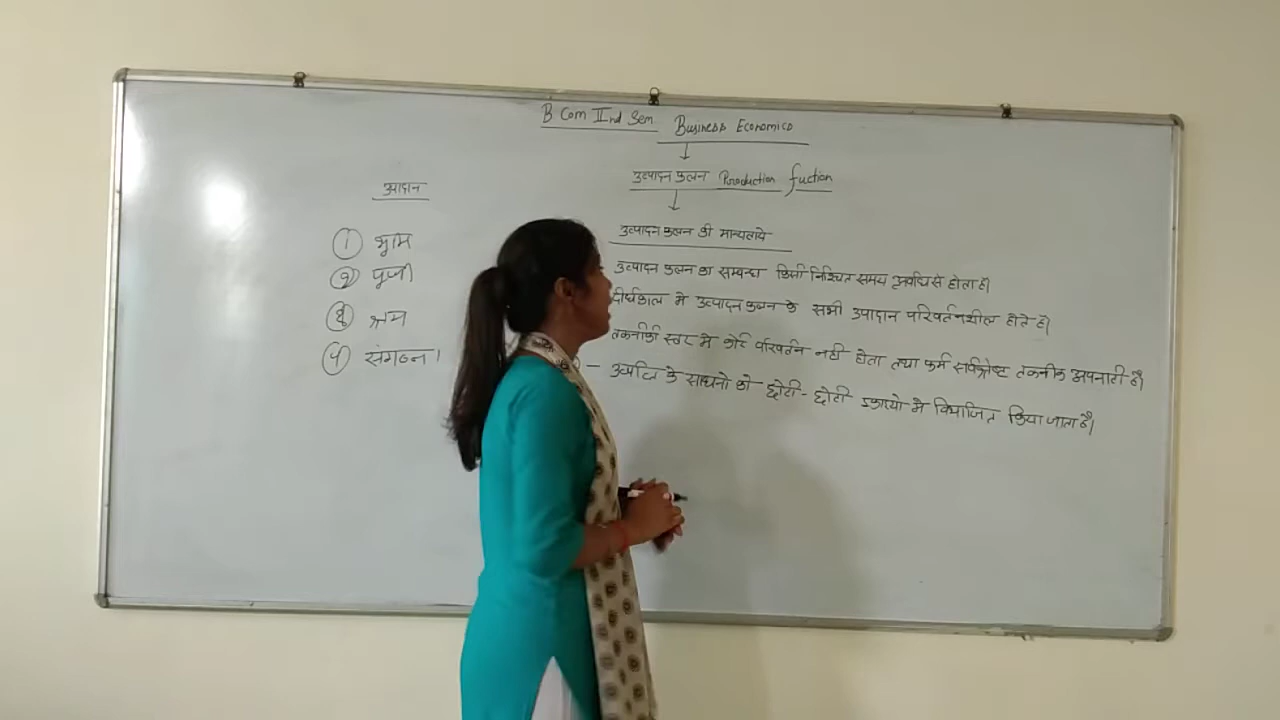 B Com IInd Sem. Business Economics
उत्पादन फलन Production fuction
उत्पादन फलन की मान्यताये
उत्पादन फलन का सम्बन्ध किसी निश्चित समय अवधि से होता है।
दीर्घकाल मे उत्पादन फलन के सभी उपादान परिवर्तनशील होते है।
तकनीकी स्तर मे कोई परिवर्तन नही होता तथा फर्म सर्वश्रेष्ट तकनीक अपनाती है।
– उत्पत्ति के साधनो को छोटी - छोटी इकायो मे विभाजित किया जाता है।
उपादान
1 भूमि
2 पूंजी
3 श्रम
4 संगठन।